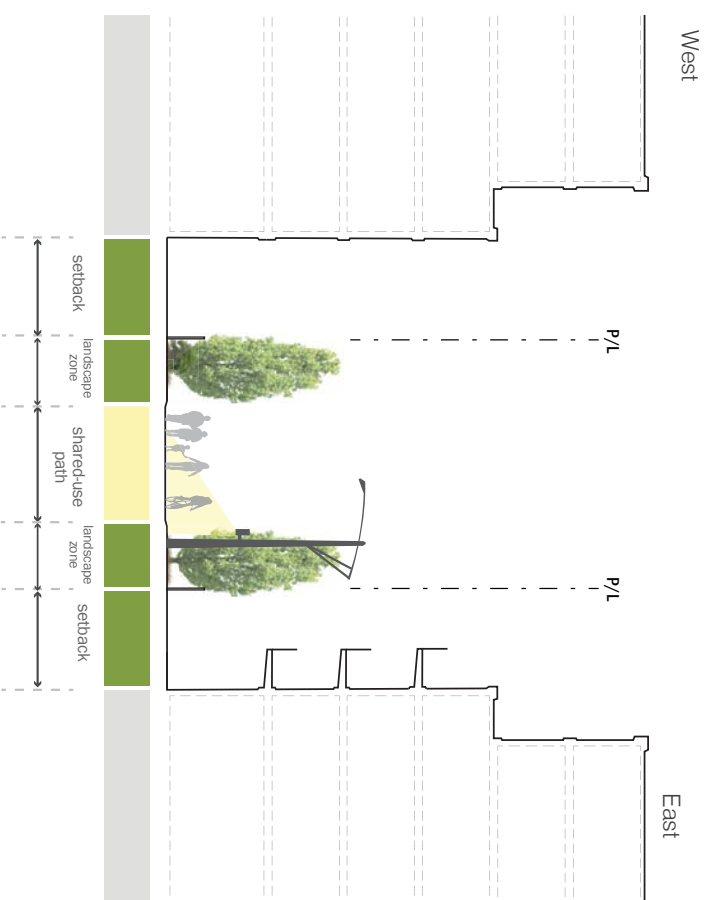 West
P/L
P/L
East
setback
landscape
zone
shared-use
path
landscape
zone
setback